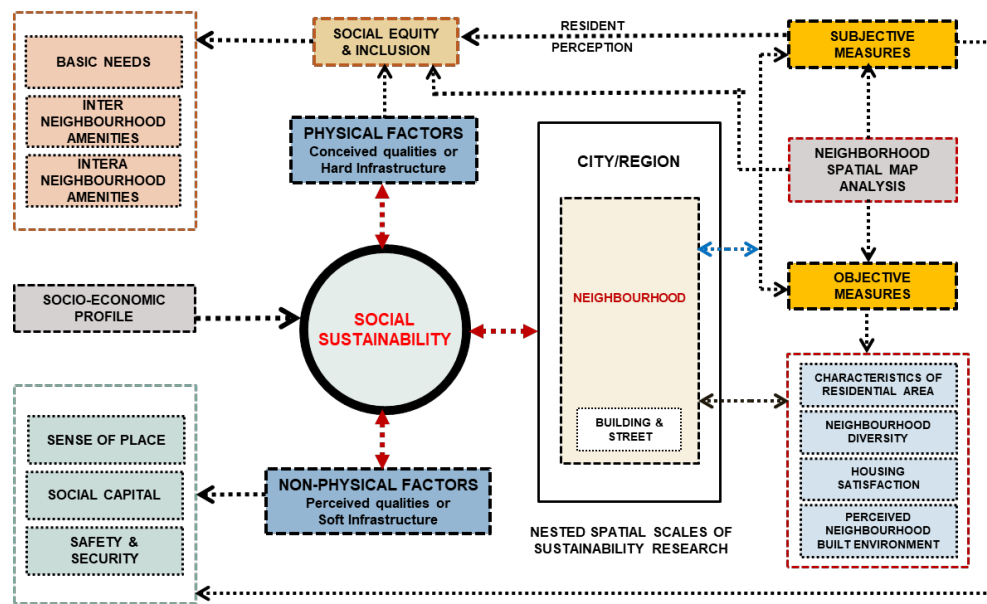 BASIC NEEDS
INTER
NEIGHBOURHOOD
AMENITIES
INTERA
NEIGHBOURHOOD
AMENITIES
SOCIAL EQUITY
& INCLUSION
RESIDENT
PERCEPTION
SUBJECTIVE
MEASURES
PHYSICAL FACTORS
Conceived qualities or
Hard Infrastructure
CITY/REGION
NEIGHBORHOOD
SPATIAL MAP
ANALYSIS
SOCIO-ECONOMIC
PROFILE
SOCIAL
SUSTAINABILITY
NEIGHBOURHOOD
BUILDING &
STREET
OBJECTIVE
MEASURES
CHARACTERISTICS OF
RESIDENTIAL AREA
NEIGHBOURHOOD
DIVERSITY
HOUSING
SATISFACTION
PERCEIVED
NEIGHBOURHOOD
BUILT ENVIRONMENT
SENSE OF PLACE
SOCIAL CAPITAL
SAFETY &
SECURITY
NON-PHYSICAL FACTORS
Perceived qualities or
Soft Infrastructure
NESTED SPATIAL SCALES OF
SUSTAINABILITY RESEARCH